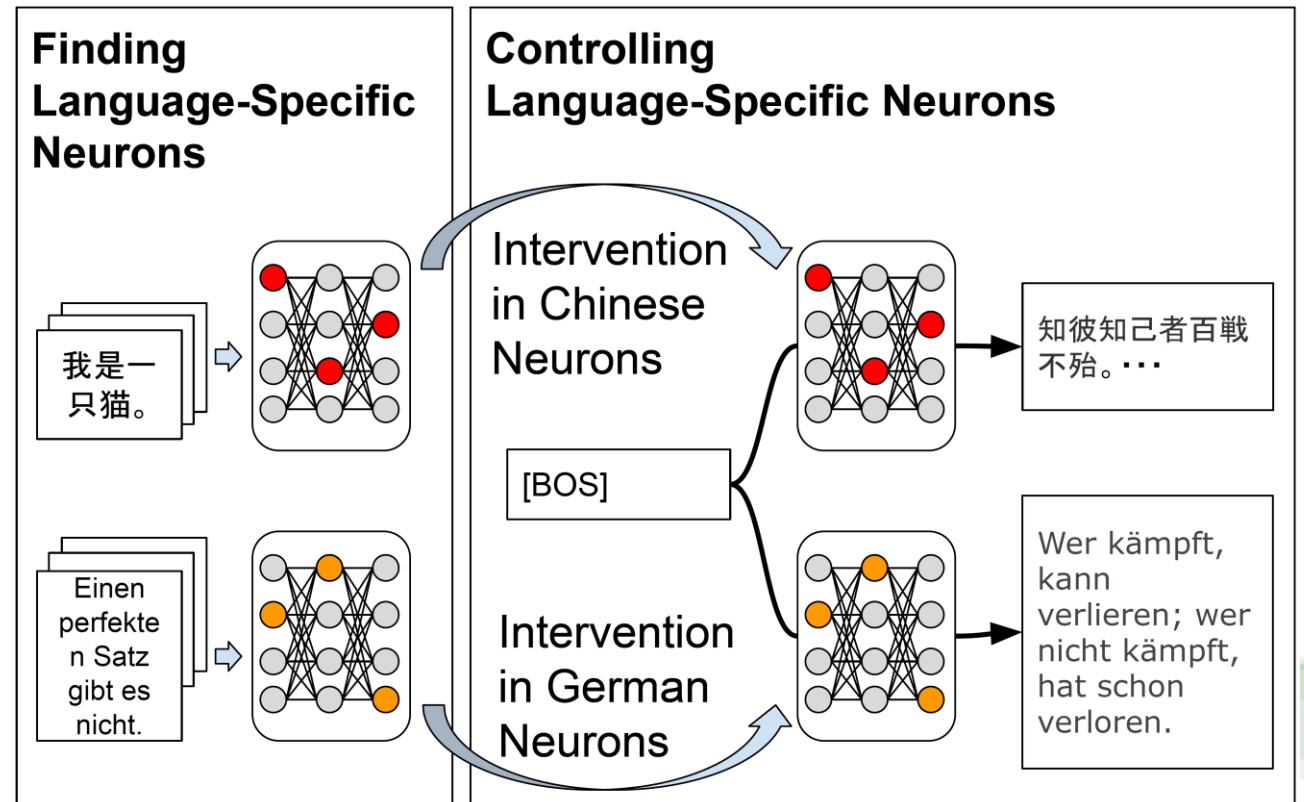 Finding
Language-Specific
Neurons
我是一
只猫。
Einen
perfekte
n Satz
gibt es
nicht.
Controlling
Language-Specific Neurons
Intervention
in Chinese
Neurons
[BOS]
Intervention
in German
Neurons
知彼知己者百戦
不殆。･･･
Wer kämpft,
kann
verlieren; wer
nicht kämpft,
hat schon
verloren.